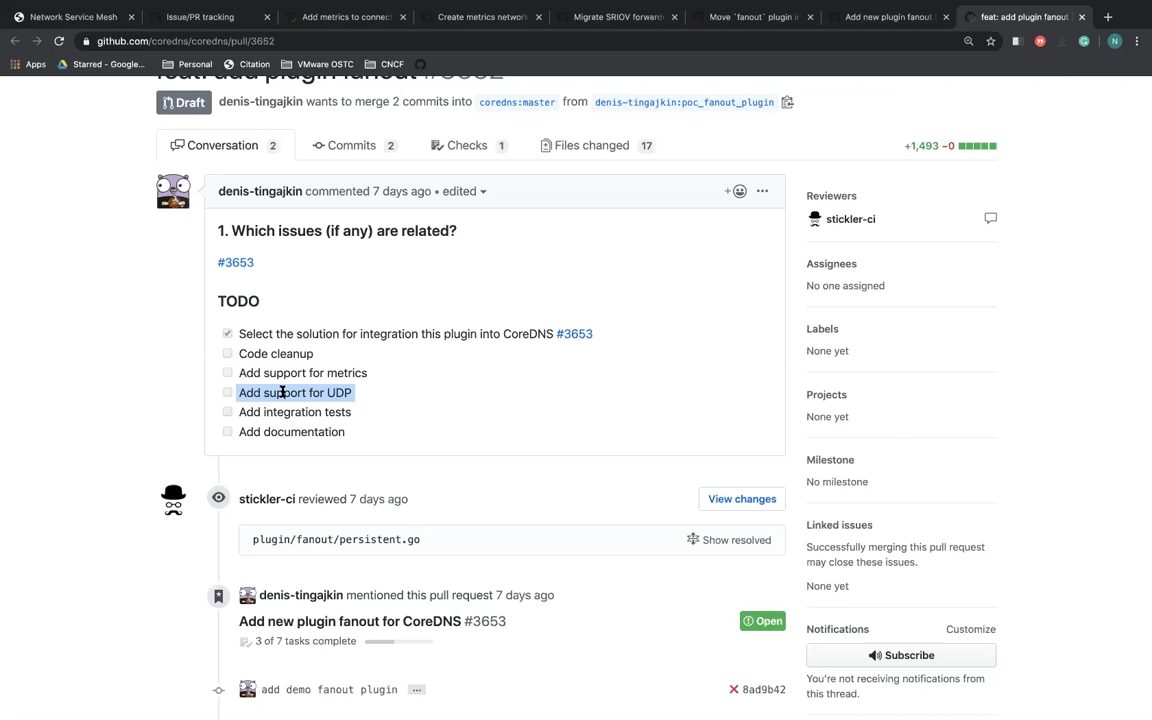 Network Service Mesh × Issue/PR tracking × Add metrics to connect × Create metrics network × Migrate SRIOV forward × Move `fanout` plugin in × Add new plugin fanout × feat: add plugin fanout × +
github.com/coredns/coredns/pull/3652 N
Apps Starred - Google... Personal Citation VMware OSTC CNCF
feat: add plugin fanout #3652
Draft denis-tingajkin wants to merge 2 commits into coredns:master from denis-tingajkin:poc_fanout_plugin
Conversation 2 Commits 2 Checks 1 Files changed 17 +1,493 −0
denis-tingajkin commented 7 days ago • edited
1. Which issues (if any) are related?
#3653
TODO
Select the solution for integration this plugin into CoreDNS #3653
Code cleanup
Add support for metrics
Add support for UDP
Add integration tests
Add documentation
stickler-ci reviewed 7 days ago View changes
plugin/fanout/persistent.go Show resolved
denis-tingajkin mentioned this pull request 7 days ago
Add new plugin fanout for CoreDNS #3653 Open
3 of 7 tasks complete
add demo fanout plugin ... 8ad9b42
Reviewers
stickler-ci
Assignees
No one assigned
Labels
None yet
Projects
None yet
Milestone
No milestone
Linked issues
Successfully merging this pull request
may close these issues.
None yet
Notifications Customize
Subscribe
You're not receiving notifications from
this thread.